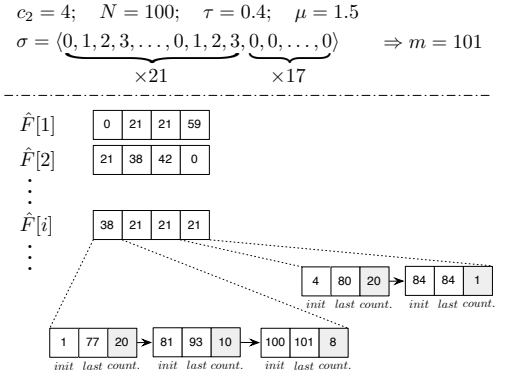 c₂ = 4; N = 100; τ = 0.4; μ = 1.5
σ = ⟨0, 1, 2, 3, . . . , 0, 1, 2, 3, 0, 0, . . . , 0⟩ ⇒ m = 101
×21 ×17
F̂[1] 0 21 21 59
F̂[2] 21 38 42 0
⋮
F̂[i] 38 21 21 21
⋮
4 80 20 84 84 1
init last count. init last count.
1 77 20 81 93 10 100 101 8
init last count. init last count. init last count.